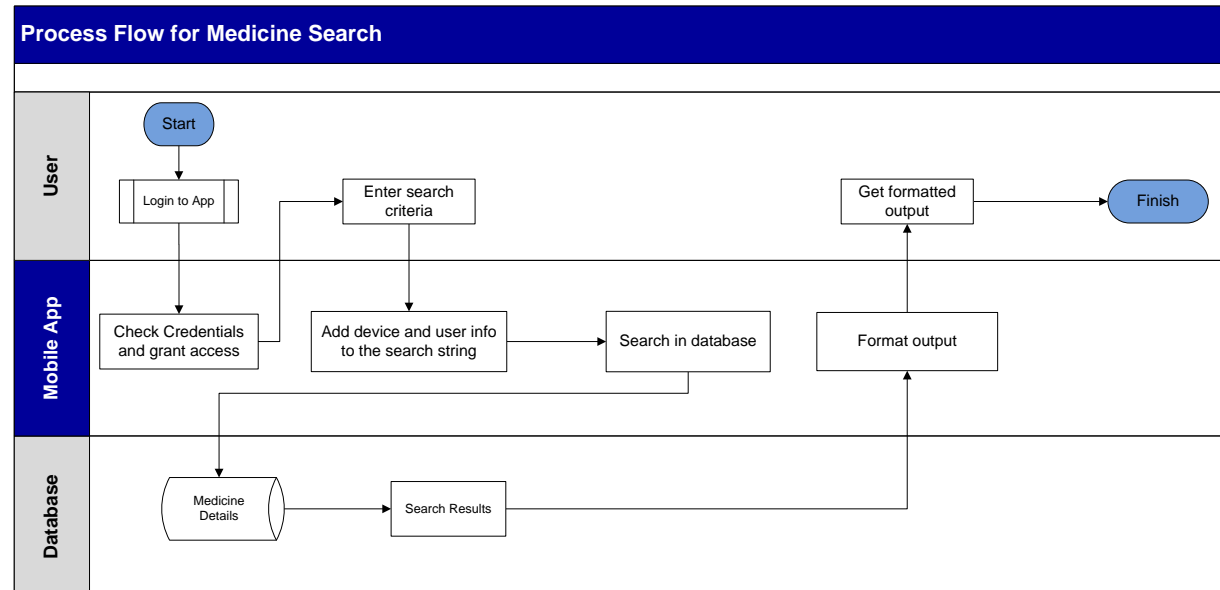 Process Flow for Medicine Search
User
Start
Login to App
Enter search
criteria
Get formatted
output
Finish
Mobile App
Check Credentials
and grant access
Add device and user info
to the search string
Search in database
Format output
Database
Medicine
Details
Search Results